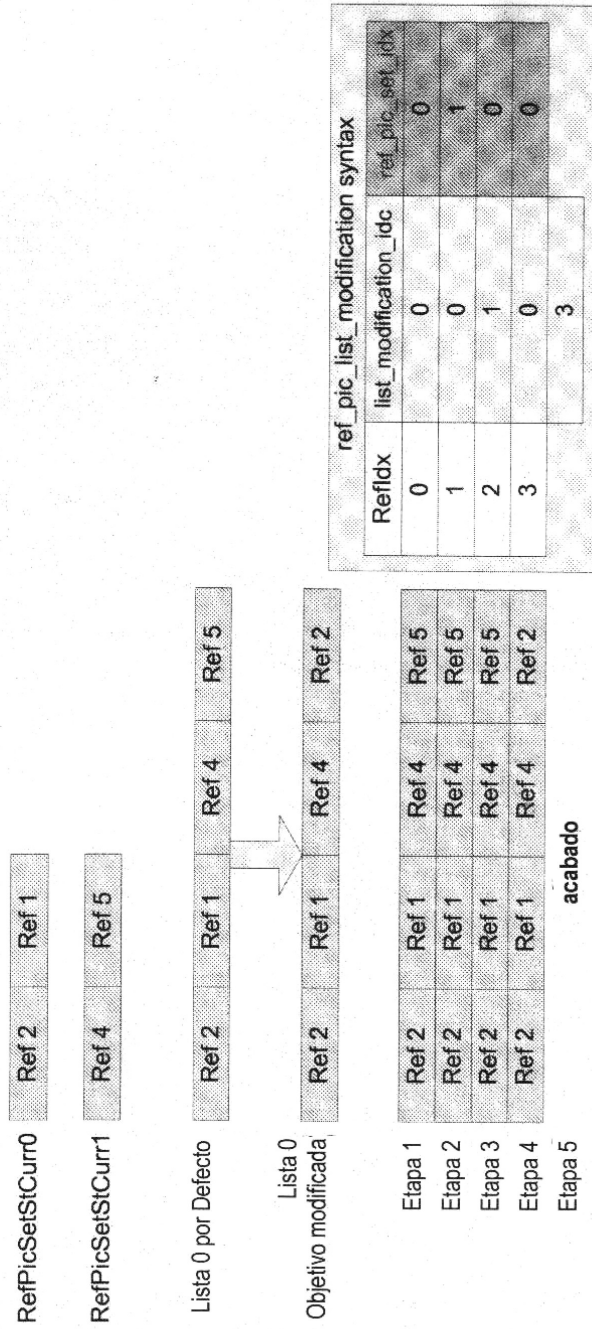 RefPicSetStCurr0 Ref 2 Ref 1
RefPicSetStCurr1 Ref 4 Ref 5
Lista 0 por Defecto Ref 2 Ref 1 Ref 4 Ref 5
Lista 0
Objetivo modificada Ref 2 Ref 1 Ref 4 Ref 2
ref_pic_list_modification syntax
RefIdx list_modification_idc ref_pic_set_idx
Etapa 1 Ref 2 Ref 1 Ref 4 Ref 5 0 0 0
Etapa 2 Ref 2 Ref 1 Ref 4 Ref 5 1 0 1
Etapa 3 Ref 2 Ref 1 Ref 4 Ref 5 2 1 0
Etapa 4 Ref 2 Ref 1 Ref 4 Ref 2 3 0 0
Etapa 5 acabado 3